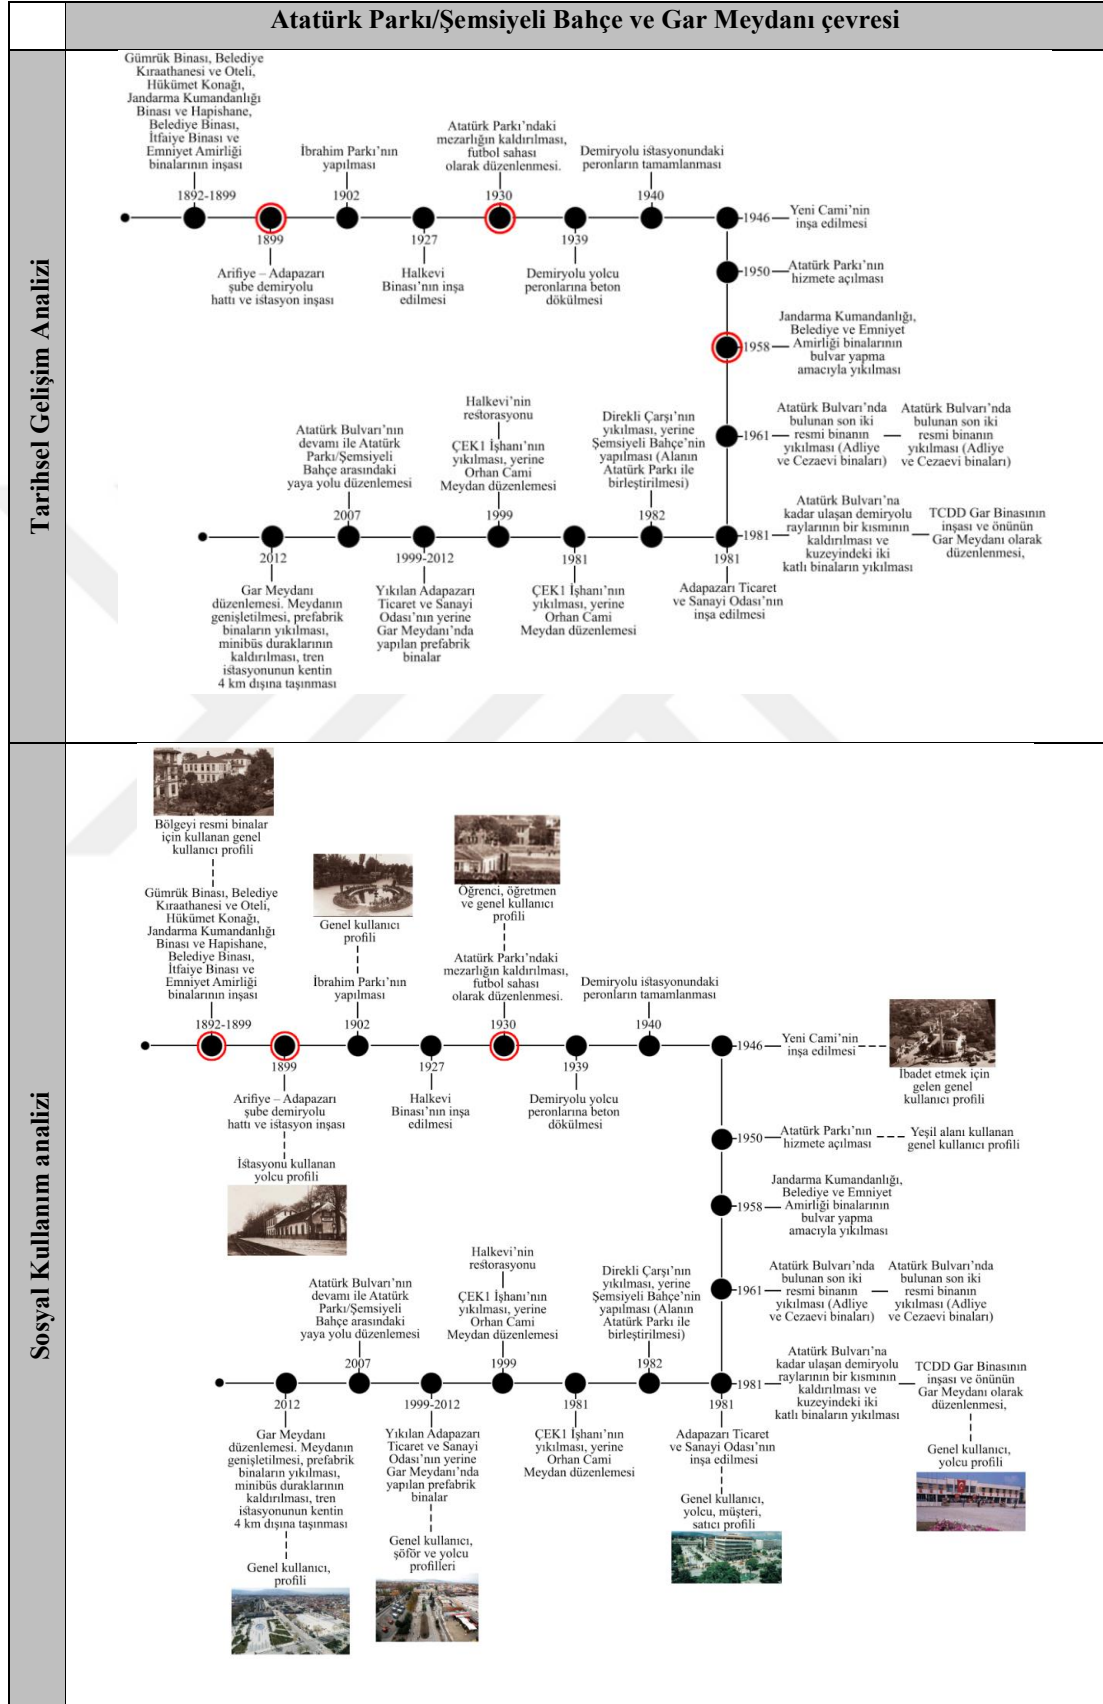 Atatürk Parkı/Şemsiyeli Bahçe ve Gar Meydanı çevresi
Tarihsel Gelişim Analizi
Gümrük Binası, Belediye
Kıraathanesi ve Oteli,
Hükümet Konağı,
Jandarma Kumandanlığı
Binası ve Hapishane,
Belediye Binası,
İtfaiye Binası ve
Emniyet Amirliği
binalarının inşası
1892-1899
1899
Arifiye – Adapazarı
şube demiryolu
hattı ve istasyon inşası
İbrahim Parkı’nın
yapılması
1902
1927
Halkevi
Binası’nın inşa
edilmesi
Atatürk Parkı’ndaki
mezarlığın kaldırılması,
futbol sahası
olarak düzenlenmesi.
1930
1939
Demiryolu yolcu
peronlarına beton
dökülmesi
Demiryolu istasyonundaki
peronların tamamlanması
1940
1946
Yeni Cami’nin
inşa edilmesi
1950
Atatürk Parkı’nın
hizmete açılması
1958
Jandarma Kumandanlığı,
Belediye ve Emniyet
Amirliği binalarının
bulvar yapma
amacıyla yıkılması
1961
Atatürk Bulvarı’nda
bulunan son iki
resmi binanın
yıkılması (Adliye
ve Cezaevi binaları)
Atatürk Bulvarı’nda
bulunan son iki
resmi binanın
yıkılması (Adliye
ve Cezaevi binaları)
1981
Atatürk Bulvarı’na
kadar ulaşan demiryolu
raylarının bir kısmının
kaldırılması ve
kuzeyindeki iki
katlı binaların yıkılması
TCDD Gar Binasının
inşası ve önünün
Gar Meydanı olarak
düzenlenmesi,
1981
Adapazarı Ticaret
ve Sanayi Odası’nın
inşa edilmesi
Direkli Çarşı’nın
yıkılması, yerine
Şemsiyeli Bahçe’nin
yapılması (Alanın
Atatürk Parkı ile
birleştirilmesi)
1982
1981
ÇEK1 İşhanı’nın
yıkılması, yerine
Orhan Cami
Meydan düzenlemesi
Halkevi’nin
restorasyonu
ÇEK1 İşhanı’nın
yıkılması, yerine
Orhan Cami
Meydan düzenlemesi
1999
1999-2012
Yıkılan Adapazarı
Ticaret ve Sanayi
Odası’nın yerine
Gar Meydanı’nda
yapılan prefabrik
binalar
Atatürk Bulvarı’nın
devamı ile Atatürk
Parkı/Şemsiyeli
Bahçe arasındaki
yaya yolu düzenlemesi
2007
2012
Gar Meydanı
düzenlemesi. Meydanın
genişletilmesi, prefabrik
binaların yıkılması,
minibüs duraklarının
kaldırılması, tren
istasyonunun kentin
4 km dışına taşınması
Sosyal Kullanım analizi
Bölgeyi resmi binalar
için kullanan genel
kullanıcı profili
Gümrük Binası, Belediye
Kıraathanesi ve Oteli,
Hükümet Konağı,
Jandarma Kumandanlığı
Binası ve Hapishane,
Belediye Binası,
İtfaiye Binası ve
Emniyet Amirliği
binalarının inşası
1892-1899
1899
Arifiye – Adapazarı
şube demiryolu
hattı ve istasyon inşası
İstasyonu kullanan
yolcu profili
Genel kullanıcı
profili
İbrahim Parkı’nın
yapılması
1902
1927
Halkevi
Binası’nın inşa
edilmesi
Öğrenci, öğretmen
ve genel kullanıcı
profili
Atatürk Parkı’ndaki
mezarlığın kaldırılması,
futbol sahası
olarak düzenlenmesi.
1930
1939
Demiryolu yolcu
peronlarına beton
dökülmesi
Demiryolu istasyonundaki
peronların tamamlanması
1940
1946
Yeni Cami’nin
inşa edilmesi
İbadet etmek için
gelen genel
kullanıcı profili
1950
Atatürk Parkı’nın
hizmete açılması
Yeşil alanı kullanan
genel kullanıcı profili
1958
Jandarma Kumandanlığı,
Belediye ve Emniyet
Amirliği binalarının
bulvar yapma
amacıyla yıkılması
1961
Atatürk Bulvarı’nda
bulunan son iki
resmi binanın
yıkılması (Adliye
ve Cezaevi binaları)
Atatürk Bulvarı’nda
bulunan son iki
resmi binanın
yıkılması (Adliye
ve Cezaevi binaları)
1981
Atatürk Bulvarı’na
kadar ulaşan demiryolu
raylarının bir kısmının
kaldırılması ve
kuzeyindeki iki
katlı binaların yıkılması
TCDD Gar Binasının
inşası ve önünün
Gar Meydanı olarak
düzenlenmesi,
Genel kullanıcı,
yolcu profili
1981
Adapazarı Ticaret
ve Sanayi Odası’nın
inşa edilmesi
Genel kullanıcı,
yolcu, müşteri,
satıcı profili
Direkli Çarşı’nın
yıkılması, yerine
Şemsiyeli Bahçe’nin
yapılması (Alanın
Atatürk Parkı ile
birleştirilmesi)
1982
1981
ÇEK1 İşhanı’nın
yıkılması, yerine
Orhan Cami
Meydan düzenlemesi
Halkevi’nin
restorasyonu
ÇEK1 İşhanı’nın
yıkılması, yerine
Orhan Cami
Meydan düzenlemesi
1999
1999-2012
Yıkılan Adapazarı
Ticaret ve Sanayi
Odası’nın yerine
Gar Meydanı’nda
yapılan prefabrik
binalar
Genel kullanıcı,
şöför ve yolcu
profilleri
Atatürk Bulvarı’nın
devamı ile Atatürk
Parkı/Şemsiyeli
Bahçe arasındaki
yaya yolu düzenlemesi
2007
2012
Gar Meydanı
düzenlemesi. Meydanın
genişletilmesi, prefabrik
binaların yıkılması,
minibüs duraklarının
kaldırılması, tren
istasyonunun kentin
4 km dışına taşınması
Genel kullanıcı,
profili